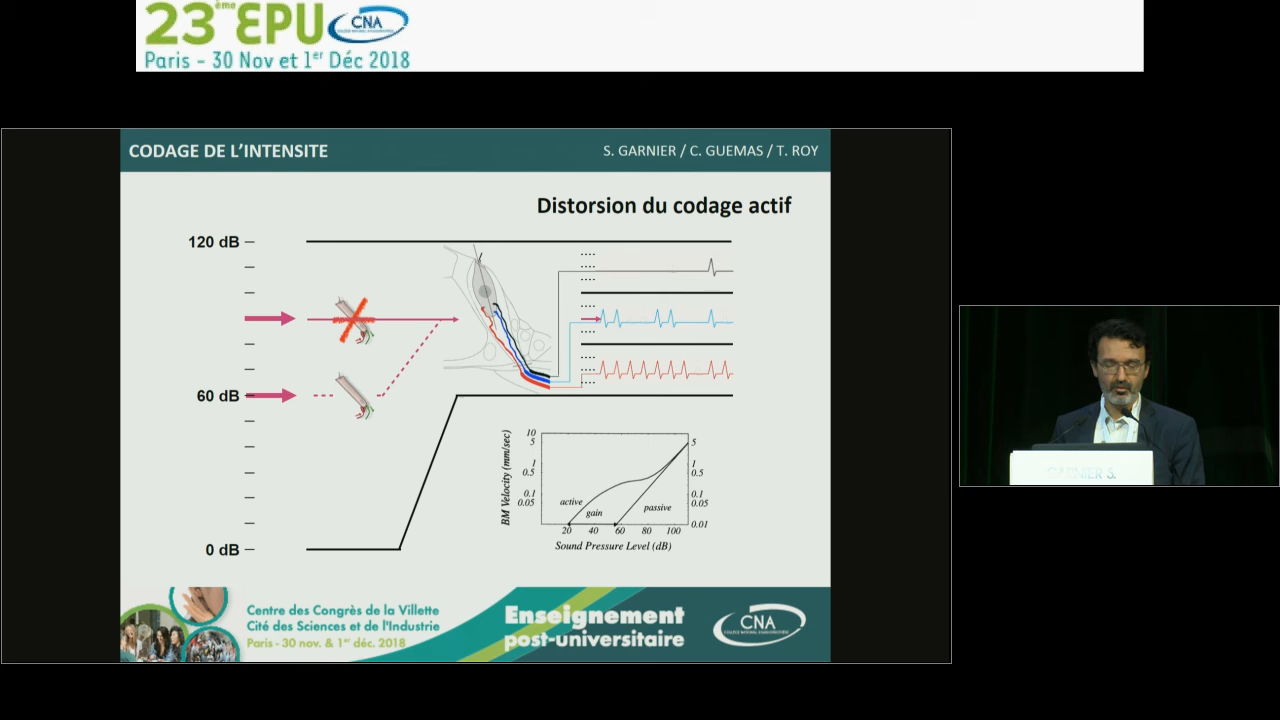 23ème EPU
CNA
Paris - 30 Nov et 1er Déc 2018
CODAGE DE L'INTENSITE
S. GARNIER / C. GUEMAS / T. ROY
Distorsion du codage actif
120 dB
60 dB
0 dB
BM Velocity (mm/sec)
10
5
1
0.5
0.1
0.05
active
gain
passive
5
1
0.5
0.1
0.05
0.01
20 40 60 80 100
Sound Pressure Level (dB)
GARNIER S.
Centre des Congrès de la Villette
Cité des Sciences et de l'Industrie
Paris - 30 nov. & 1er déc. 2018
Enseignement
post-universitaire
CNA